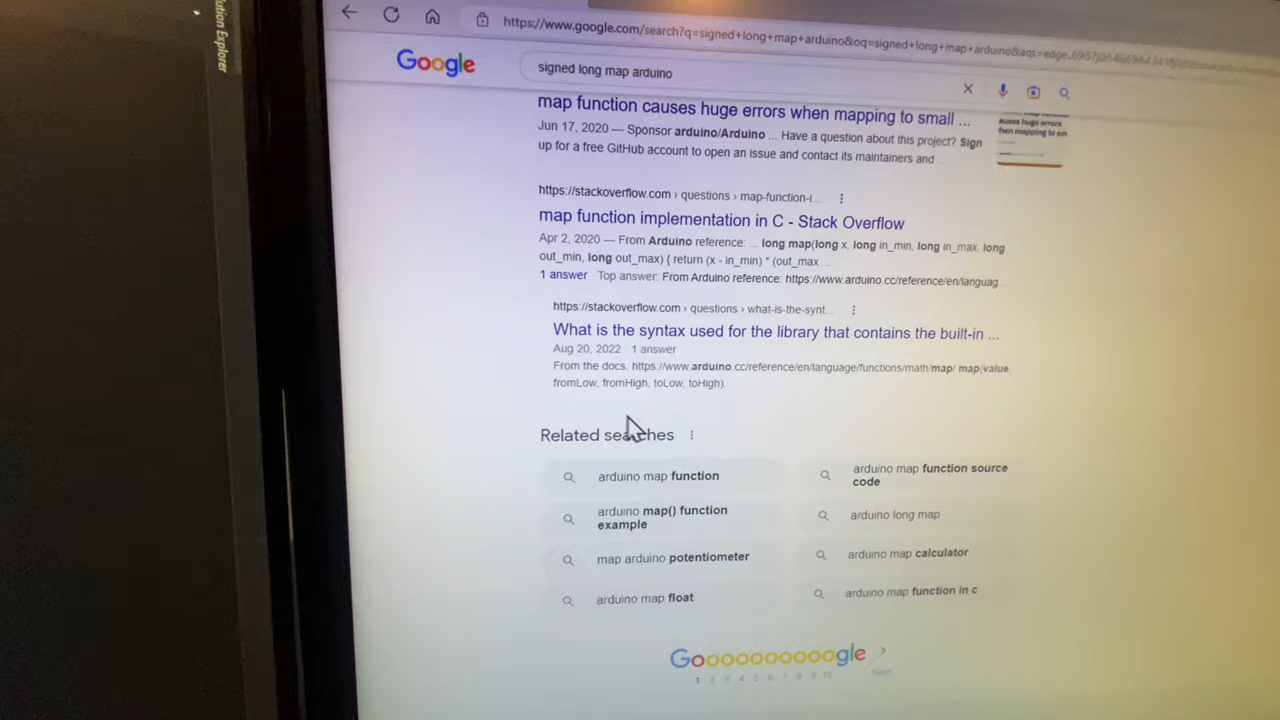 ution Explorer
https://www.google.com/search?q=signed+long+map+arduino&oq=signed+long+map+arduino&aqs=edge..
Google
signed long map arduino
map function causes huge errors when mapping to small ...
Jun 17, 2020 — Sponsor arduino/Arduino ... Have a question about this project? Sign
up for a free GitHub account to open an issue and contact its maintainers and
https://stackoverflow.com › questions › map-function-i...
map function implementation in C - Stack Overflow
Apr 2, 2020 — From Arduino reference: ... long map(long x, long in_min, long in_max, long
out_min, long out_max) { return (x - in_min) * (out_max ...
1 answer · Top answer: From Arduino reference: https://www.arduino.cc/reference/en/languag...
https://stackoverflow.com › questions › what-is-the-synt...
What is the syntax used for the library that contains the built-in ...
Aug 20, 2022 · 1 answer
From the docs. https://www.arduino.cc/reference/en/language/functions/math/map/ map(value,
fromLow, fromHigh, toLow, toHigh).
Related searches
arduino map function
arduino map function source
code
arduino map() function
example
arduino long map
map arduino potentiometer
arduino map calculator
arduino map float
arduino map function in c
Goooooooooogle
1 2 3 4 5 6 7 8 9 10 Next